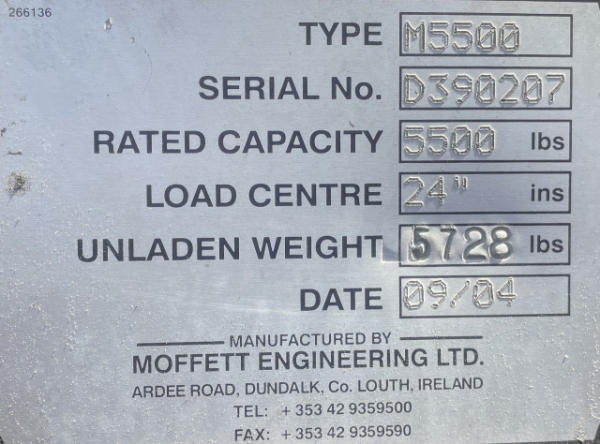 266136
TYPE M5500
SERIAL No. D390207
RATED CAPACITY 5500 lbs
LOAD CENTRE 24" ins
UNLADEN WEIGHT 5728 lbs
DATE 09/04
MANUFACTURED BY
MOFFETT ENGINEERING LTD.
ARDEE ROAD, DUNDALK, Co. LOUTH, IRELAND
TEL: + 353 42 9359500
FAX: + 353 42 9359590